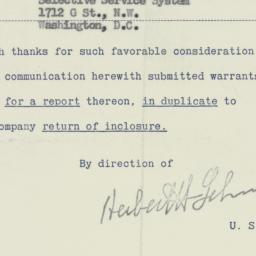 Selective Service System
1712 G St., N.W.
Washington, D.C.
h thanks for such favorable consideration
communication herewith submitted warrants
for a report thereon, in duplicate to
ompany return of inclosure.
By direction of
Herbert
U. S